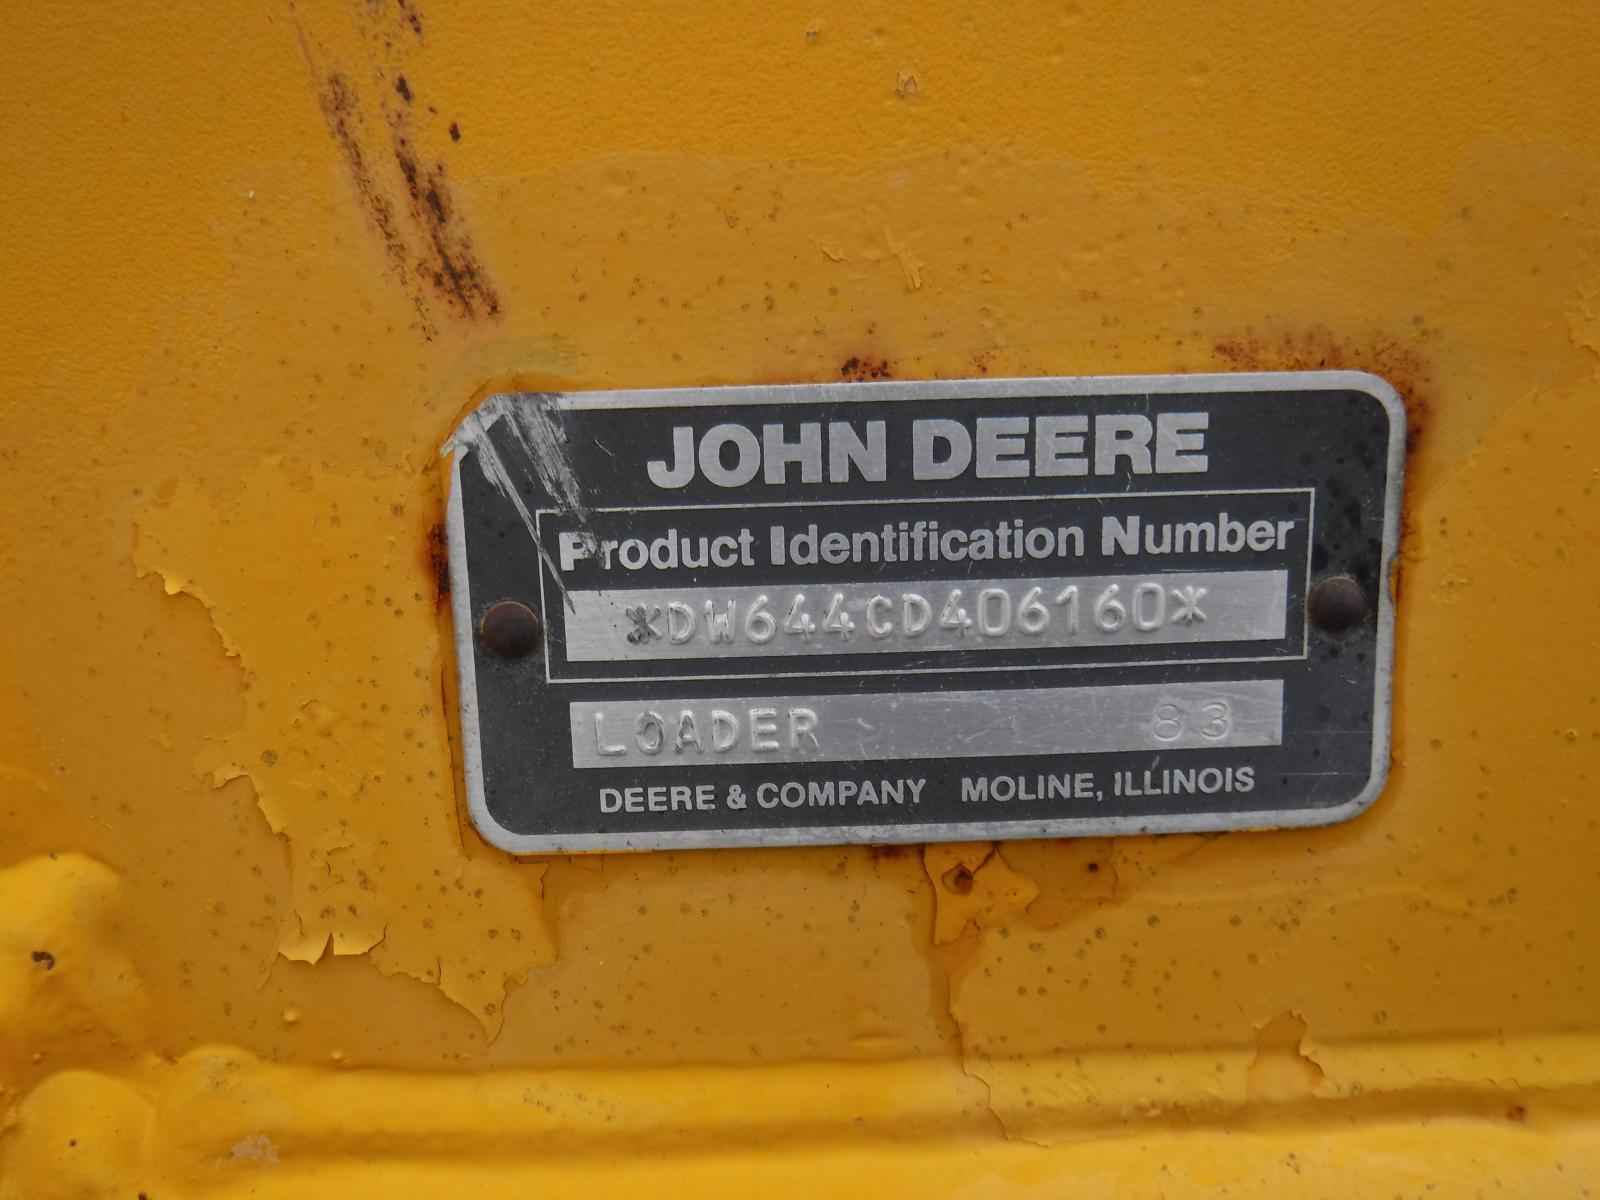 JOHN DEERE
Product Identification Number
*DW644CD406160*
LOADER 83
DEERE & COMPANY MOLINE, ILLINOIS